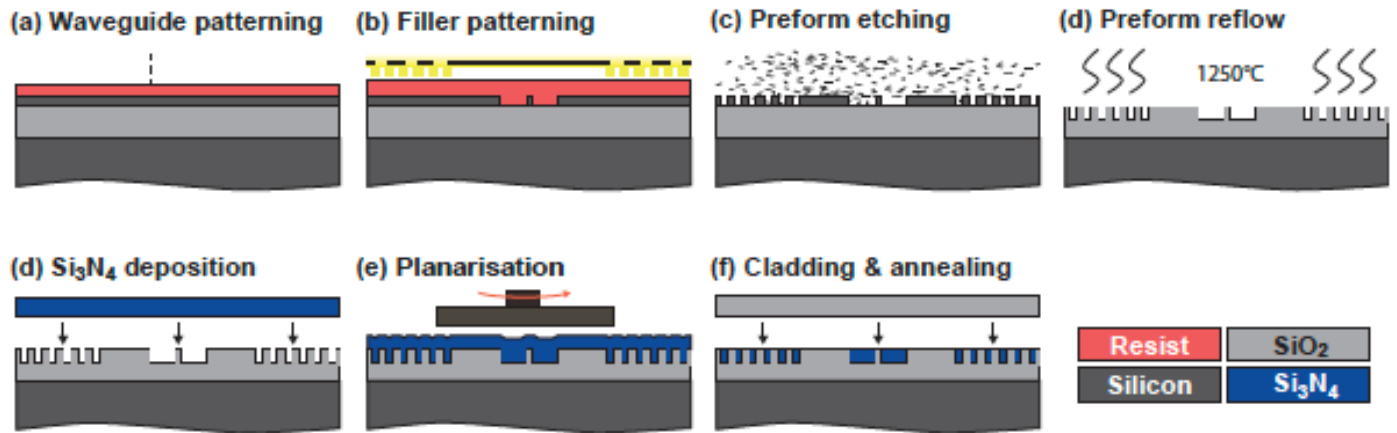 (a) Waveguide patterning
(b) Filler patterning
(c) Preform etching
(d) Preform reflow
1250℃
(d) Si₃N₄ deposition
(e) Planarisation
(f) Cladding & annealing
Resist
SiO₂
Silicon
Si₃N₄